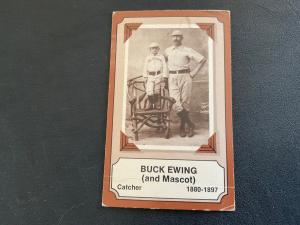 BUCK EWING
(and Mascot)
Catcher 1880-1897